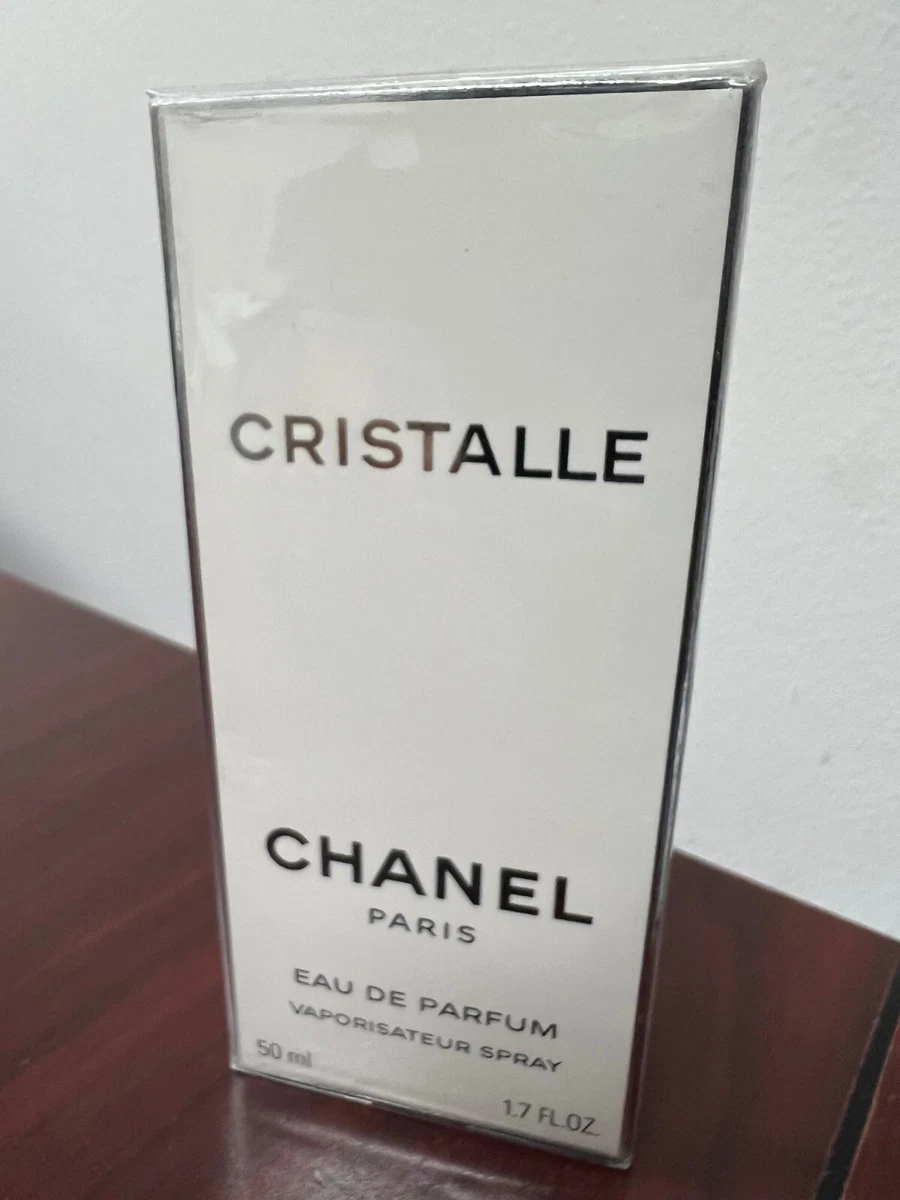 CRISTALLE
CHANEL
PARIS
EAU DE PARFUM
VAPORISATEUR SPRAY
50 ml
1.7 FL.OZ.